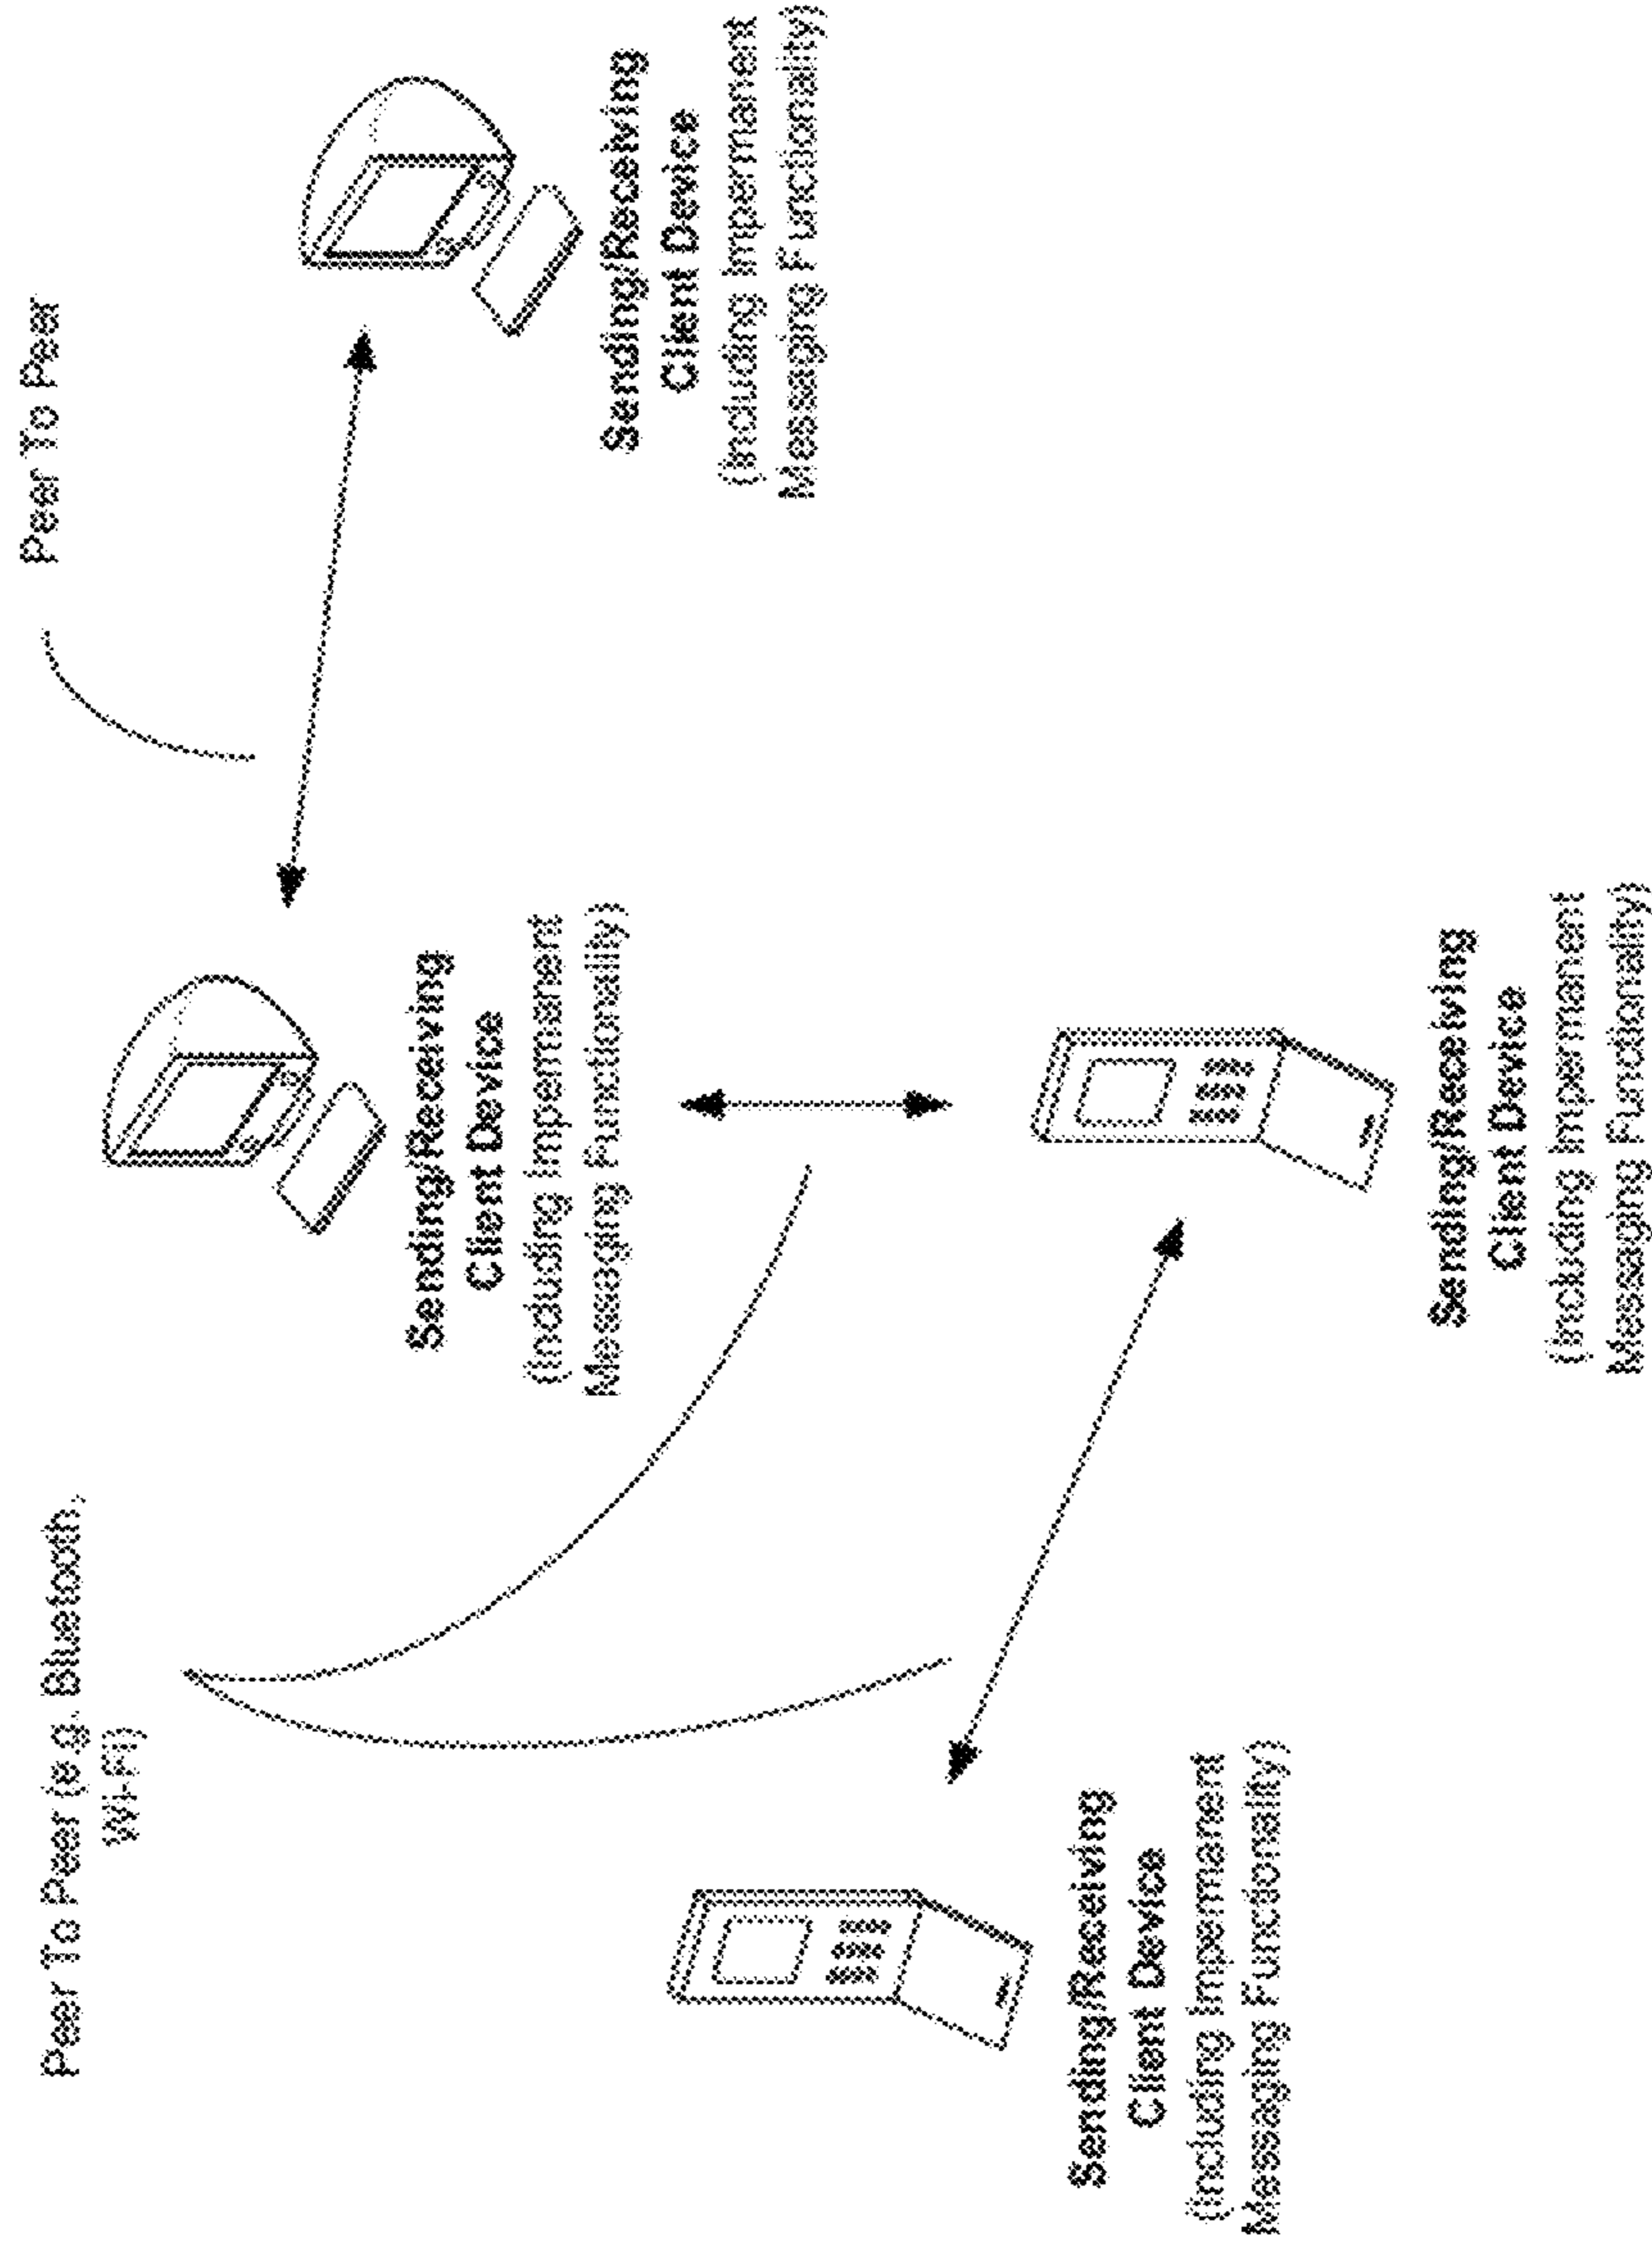 Peer To Peer (e.g. Bluetooth,
Wi-Fi)
Peer To Peer
Sending/Receiving
Client Device
(Including Impermanent
Messaging Functionality)
Sending/Receiving
Client Device
(Including Impermanent
Messaging Functionality)
Sending/Receiving
Client Device
(Including Impermanent
Messaging Functionality)
Sending/Receiving
Client Device
(Including Impermanent
Messaging Functionality)